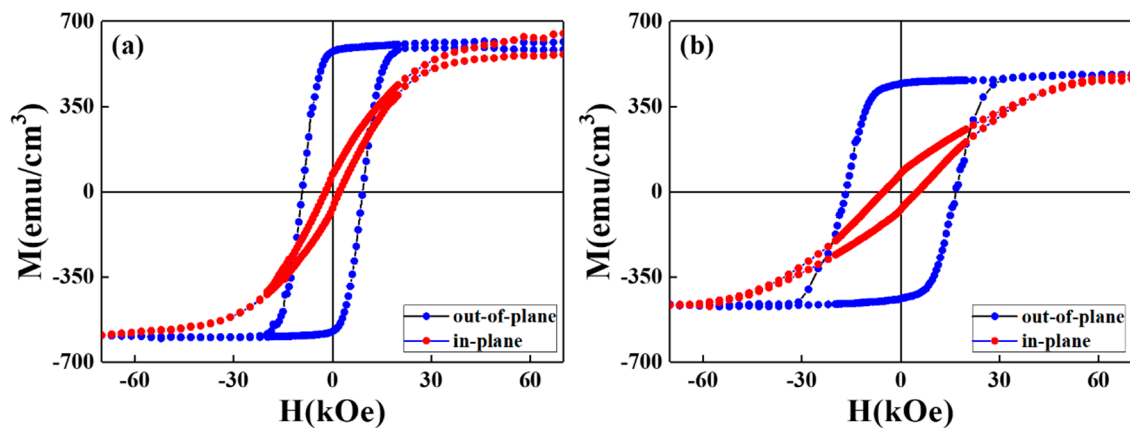 (a)
M(emu/cm³)
700
350
0
-350
-700
-60
-30
0
30
60
H(kOe)
out-of-plane
in-plane
(b)
M(emu/cm³)
700
350
0
-350
-700
-60
-30
0
30
60
H(kOe)
out-of-plane
in-plane